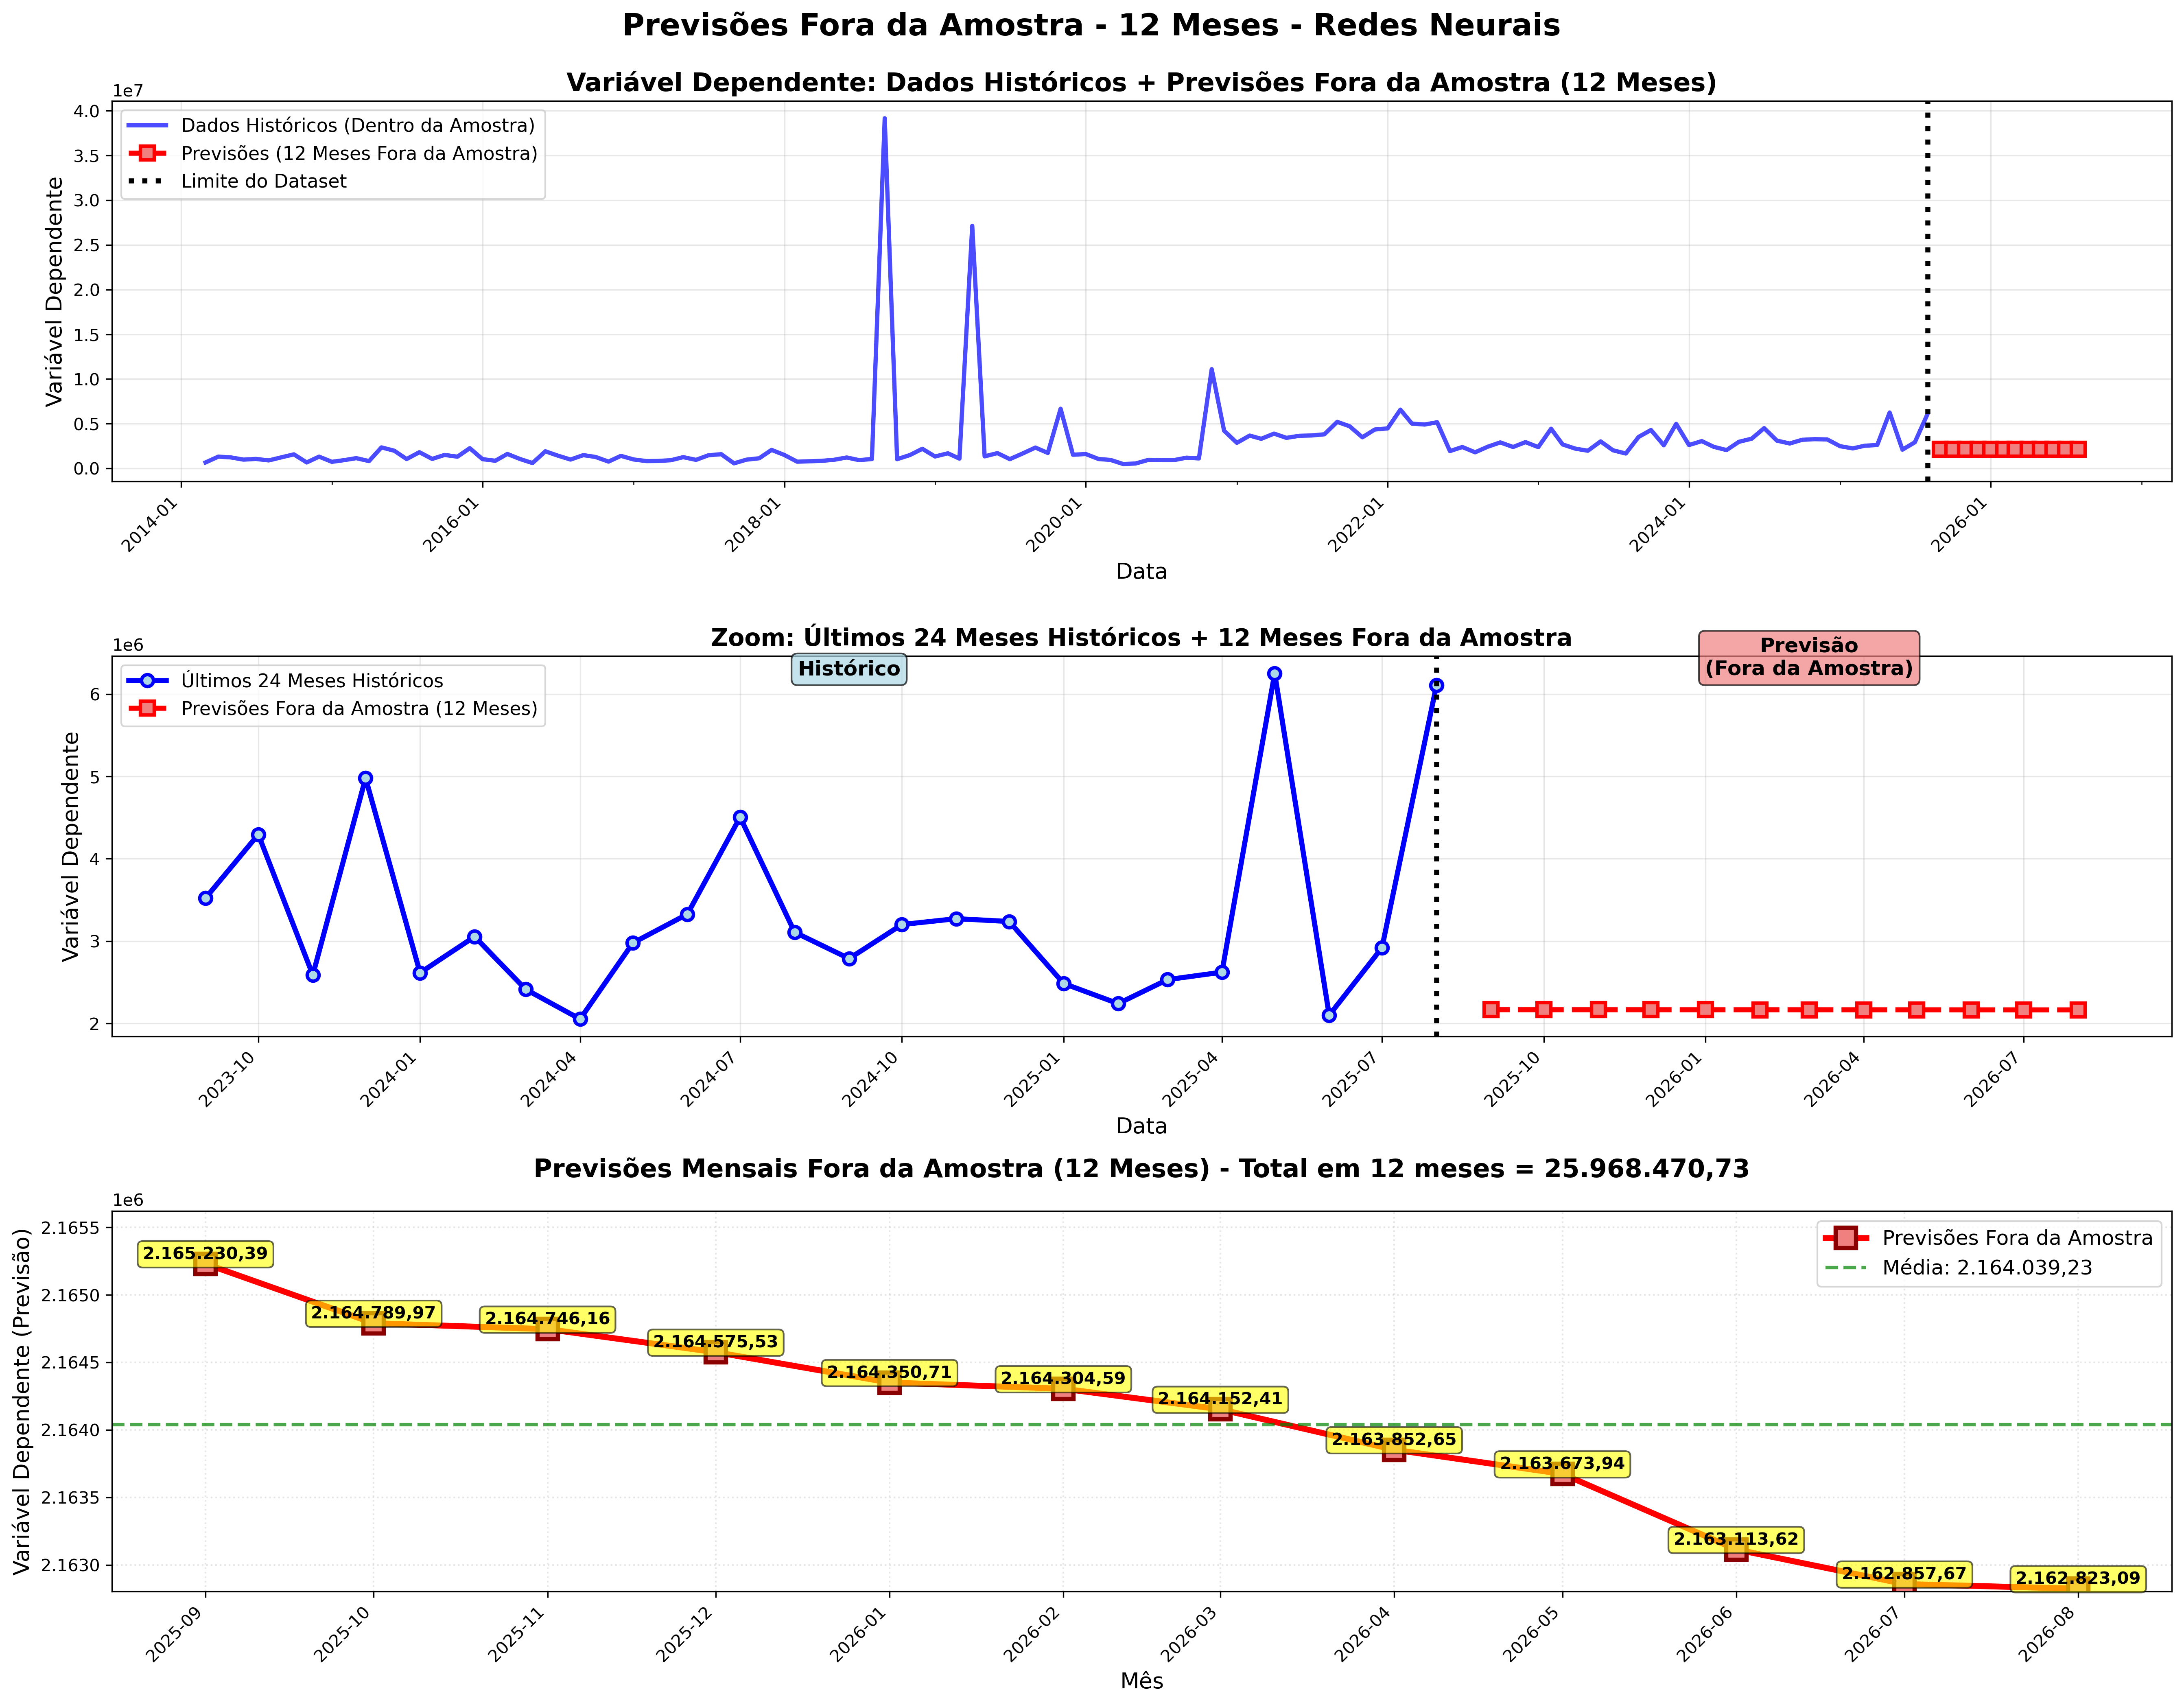 Previsões Fora da Amostra - 12 Meses - Redes Neurais
Variável Dependente: Dados Históricos + Previsões Fora da Amostra (12 Meses)
1e7
Dados Históricos (Dentro da Amostra)
Previsões (12 Meses Fora da Amostra)
Limite do Dataset
Variável Dependente
4.0
3.5
3.0
2.5
2.0
1.5
1.0
0.5
0.0
2014-01
2016-01
2018-01
2020-01
2022-01
2024-01
2026-01
Data
Zoom: Últimos 24 Meses Históricos + 12 Meses Fora da Amostra
1e6
Últimos 24 Meses Históricos
Previsões Fora da Amostra (12 Meses)
Histórico
Previsão
(Fora da Amostra)
Variável Dependente
6
5
4
3
2
2023-10
2024-01
2024-04
2024-07
2024-10
2025-01
2025-04
2025-07
2025-10
2026-01
2026-04
2026-07
Data
Previsões Mensais Fora da Amostra (12 Meses) - Total em 12 meses = 25.968.470,73
1e6
Previsões Fora da Amostra
Média: 2.164.039,23
Variável Dependente (Previsão)
2.1655
2.1650
2.1645
2.1640
2.1635
2.1630
2.165.230,39
2.164.789,97
2.164.746,16
2.164.575,53
2.164.350,71
2.164.304,59
2.164.152,41
2.163.852,65
2.163.673,94
2.163.113,62
2.162.857,67
2.162.823,09
2025-09
2025-10
2025-11
2025-12
2026-01
2026-02
2026-03
2026-04
2026-05
2026-06
2026-07
2026-08
Mês